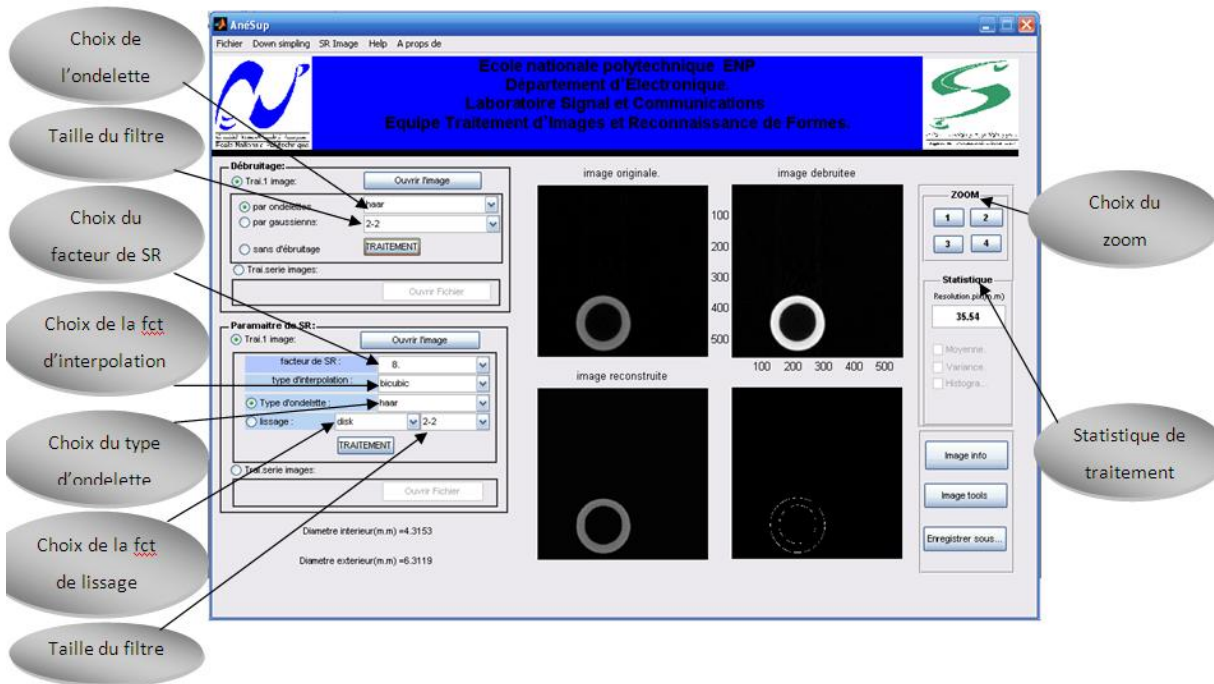 Choix de
l'ondelette
Taille du filtre
Choix du
facteur de SR
Choix de la fct
d'interpolation
Choix du type
d'ondelette
Choix de la fct
de lissage
Taille du filtre
AnéSup
Fichier Down simpling SR Image Help A propos de
Ecole nationale polytechnique ENP
Département d'Electronique.
Laboratoire Signal et Communications
Equipe Traitement d'Images et Reconnaissance de Formes.
Débruitage:
Trai.1 image: Ouvrir l'image
par ondelettes haar
par gaussienne: 2-2
sans d'ébruitage TRAITEMENT
Trai.serie images:
Ouvrir Fichier
Paramaitre de SR:
Trai.1 image: Ouvrir l'image
facteur de SR : 8.
type d'interpolation : bicubic
Type d'ondelette : haar
lissage : disk 2-2
TRAITEMENT
Trai.serie images:
Ouvrir Fichier
Diametre interieur(m.m) =4.3153
Diametre exterieur(m.m) =6.3119
image originale.
image debruitee
100
200
300
400
500
100 200 300 400 500
image reconstruite
ZOOM
1 2
3 4
Statistique
Resolution.pix(m.m)
35.54
Moyenne.
Variance.
Histogra...
Image info
Image tools
Enregistrer sous...
Choix du
zoom
Statistique de
traitement